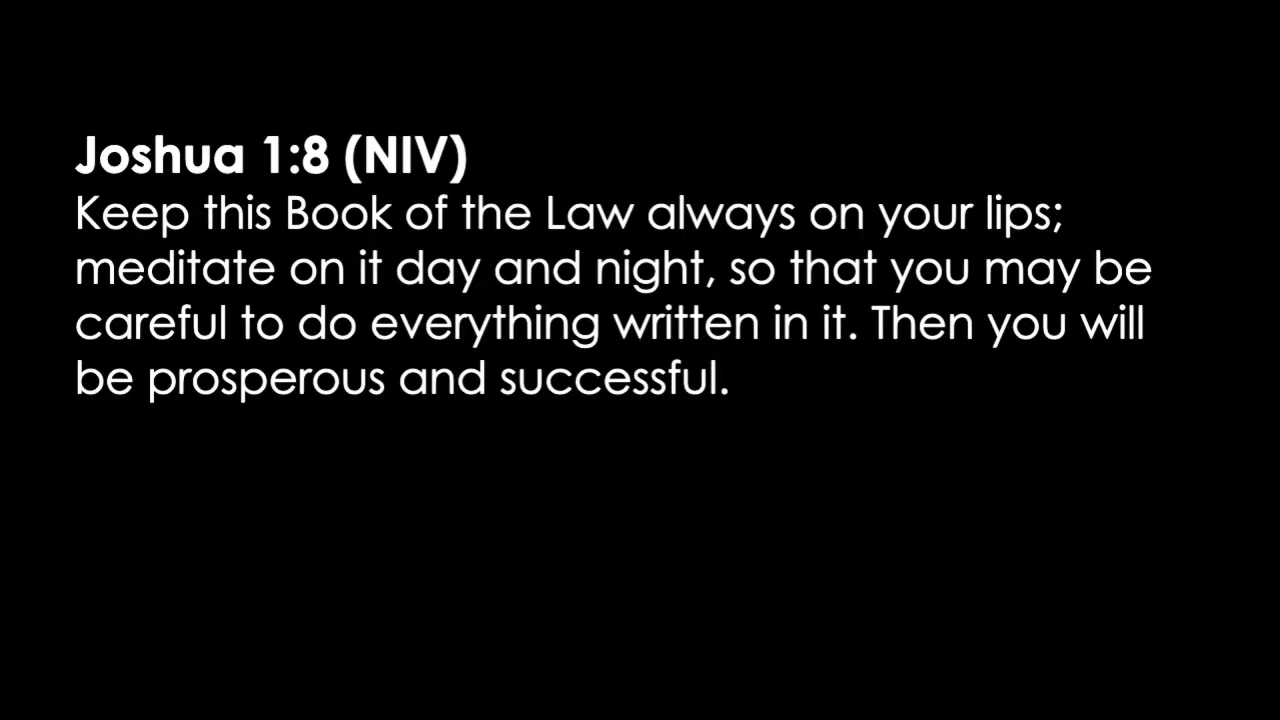 Joshua 1:8 (NIV)
Keep this Book of the Law always on your lips;
meditate on it day and night, so that you may be
careful to do everything written in it. Then you will
be prosperous and successful.